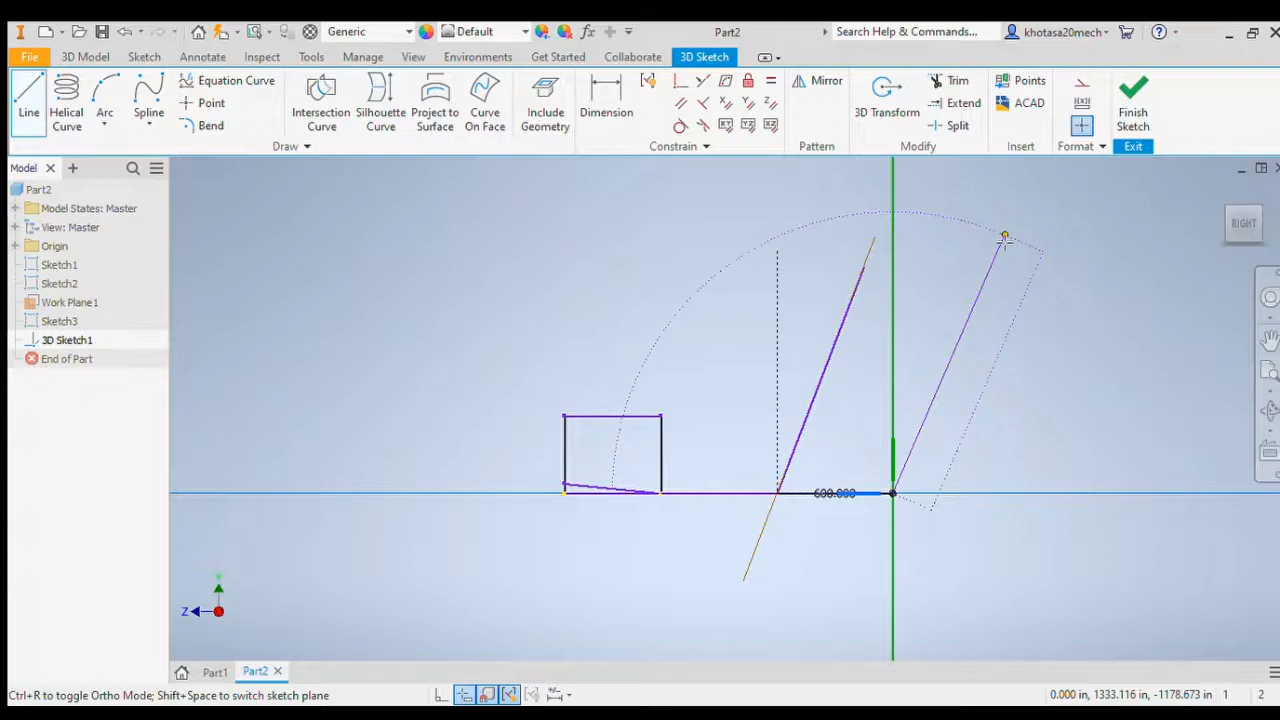 Generic Default fx Part2 Search Help & Commands... khotasa20mech
File 3D Model Sketch Annotate Inspect Tools Manage View Environments Get Started Collaborate 3D Sketch
Line Helical Curve Arc Spline Equation Curve Point Bend Intersection Curve Silhouette Curve Project to Surface Curve On Face Include Geometry Dimension Mirror 3D Transform Trim Extend Split Points ACAD Finish Sketch
Draw Constrain Pattern Modify Insert Format Exit
Model
Part2
Model States: Master
View: Master
Origin
Sketch1
Sketch2
Work Plane1
Sketch3
3D Sketch1
End of Part
RIGHT
600.000
Z
Part1 Part2
Ctrl+R to toggle Ortho Mode; Shift+Space to switch sketch plane 0.000 in, 1333.116 in, -1178.673 in 1 2